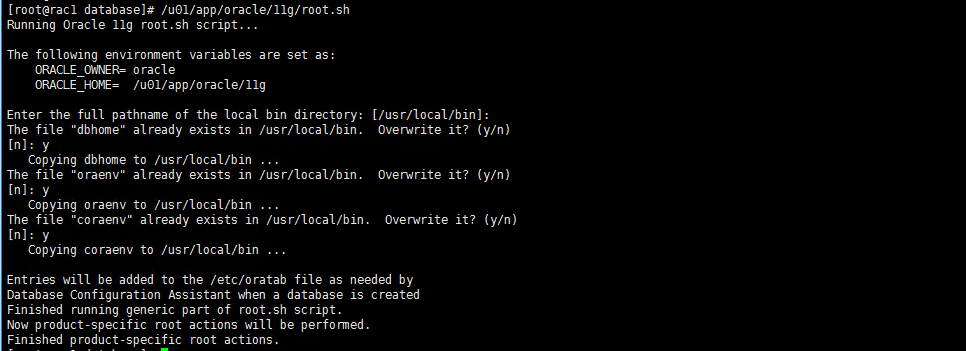 [root@rac1 database]# /u01/app/oracle/11g/root.sh
Running Oracle 11g root.sh script...
The following environment variables are set as:
ORACLE_OWNER= oracle
ORACLE_HOME=  /u01/app/oracle/11g
Enter the full pathname of the local bin directory: [/usr/local/bin]:
The file "dbhome" already exists in /usr/local/bin.  Overwrite it? (y/n)
[n]: y
Copying dbhome to /usr/local/bin ...
The file "oraenv" already exists in /usr/local/bin.  Overwrite it? (y/n)
[n]: y
Copying oraenv to /usr/local/bin ...
The file "coraenv" already exists in /usr/local/bin.  Overwrite it? (y/n)
[n]: y
Copying coraenv to /usr/local/bin ...
Entries will be added to the /etc/oratab file as needed by
Database Configuration Assistant when a database is created
Finished running generic part of root.sh script.
Now product-specific root actions will be performed.
Finished product-specific root actions.